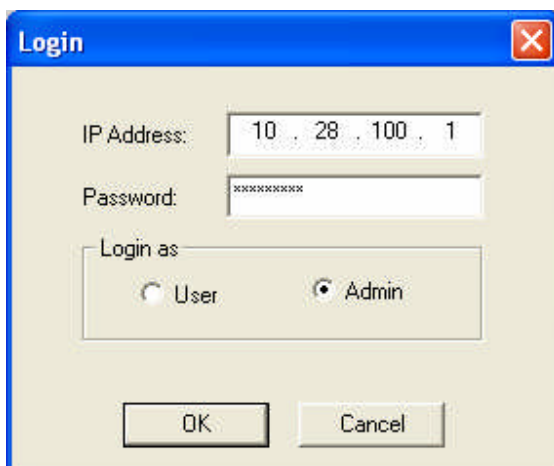 Login
IP Address: 10 . 28 . 100 . 1
Password: *********
Login as
User Admin
OK Cancel